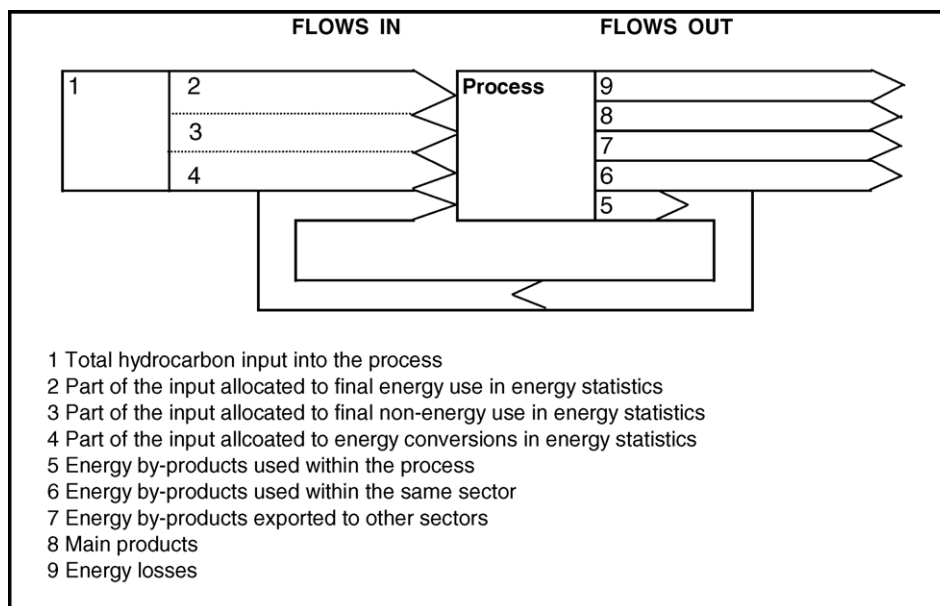 FLOWS IN FLOWS OUT
1 2 Process 9
8
3 7
4 6
5
1 Total hydrocarbon input into the process
2 Part of the input allocated to final energy use in energy statistics
3 Part of the input allocated to final non-energy use in energy statistics
4 Part of the input allcoated to energy conversions in energy statistics
5 Energy by-products used within the process
6 Energy by-products used within the same sector
7 Energy by-products exported to other sectors
8 Main products
9 Energy losses